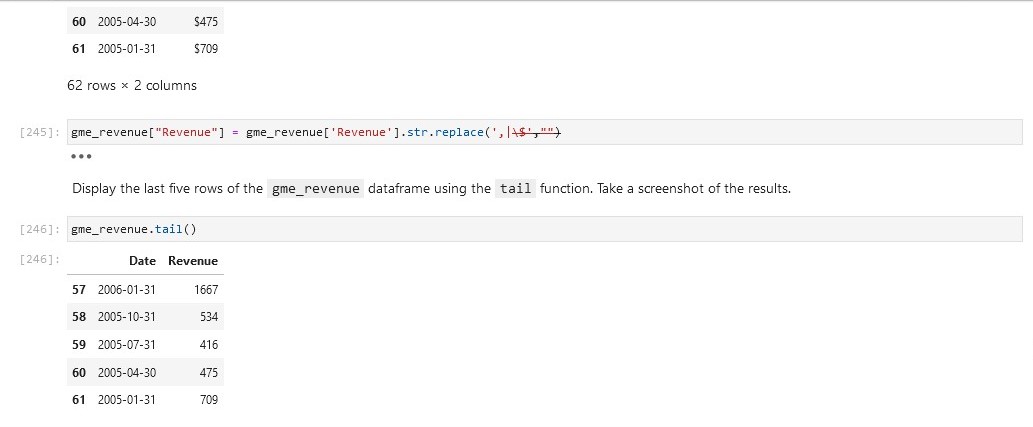 60 2005-04-30 $475
61 2005-01-31 $709
62 rows × 2 columns
[245]: gme_revenue["Revenue"] = gme_revenue['Revenue'].str.replace(',|\$',"")
•••
Display the last five rows of the gme_revenue dataframe using the tail function. Take a screenshot of the results.
[246]: gme_revenue.tail()
[246]: Date Revenue
57 2006-01-31 1667
58 2005-10-31 534
59 2005-07-31 416
60 2005-04-30 475
61 2005-01-31 709